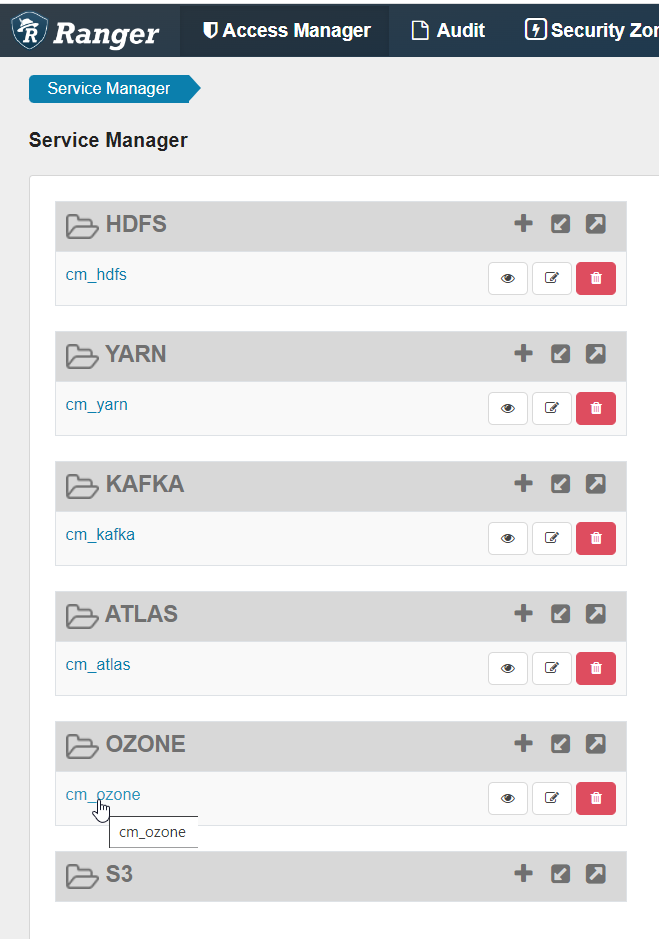 Ranger Access Manager Audit Security Zon
Service Manager
Service Manager
HDFS
cm_hdfs
YARN
cm_yarn
KAFKA
cm_kafka
ATLAS
cm_atlas
OZONE
cm_ozone
cm_ozone
S3